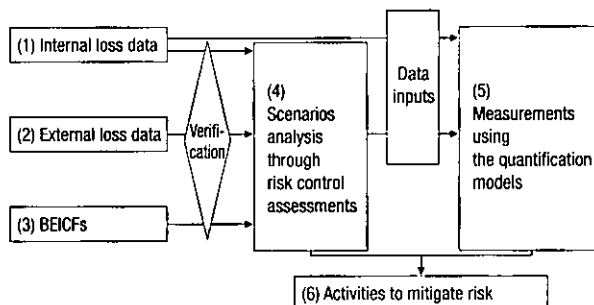 (1) Internal loss data
(2) External loss data
(3) BEICFs
Verifi-
cation
(4)
Scenarios
analysis
through
risk control
assessments
Data
inputs
(5)
Measurements
using
the quantification
models
(6) Activities to mitigate risk